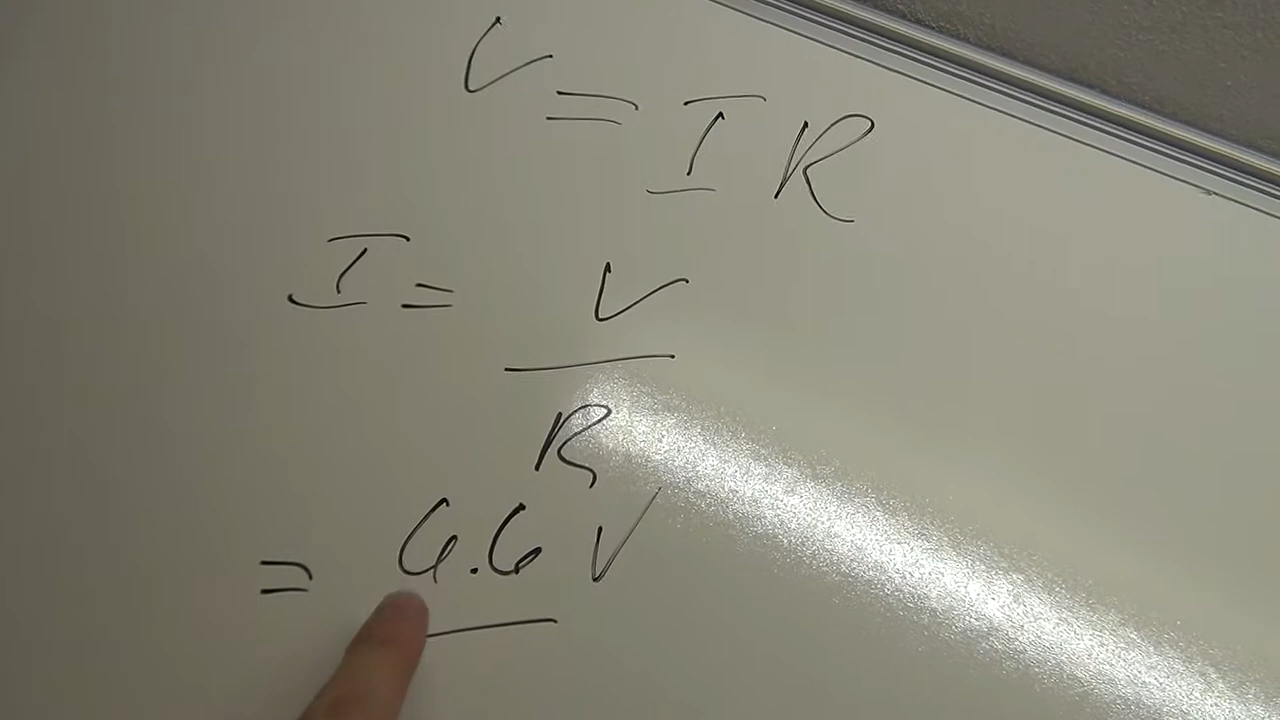 V = IR
I = V
R
= 6.6 V